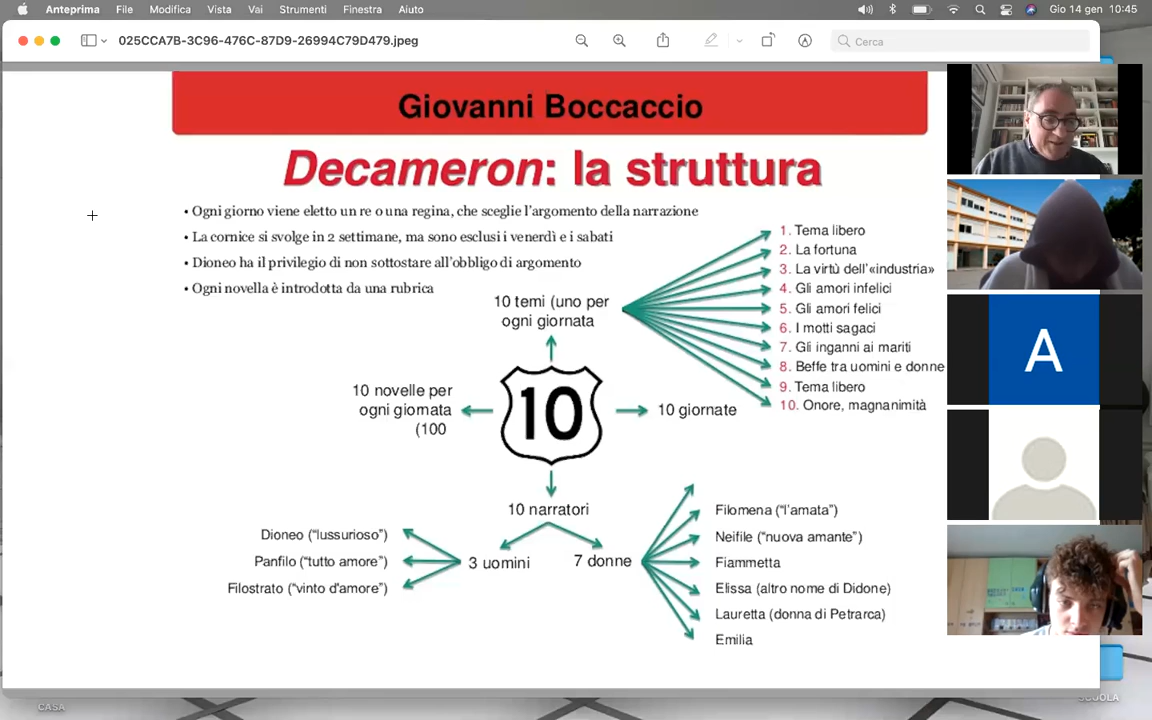 Anteprima File Modifica Vista Vai Strumenti Finestra Aiuto Gio 14 gen 10:45
025CCA7B-3C96-476C-87D9-26994C79D479.jpeg
Cerca
Giovanni Boccaccio
Decameron: la struttura
• Ogni giorno viene eletto un re o una regina, che sceglie l'argomento della narrazione
• La cornice si svolge in 2 settimane, ma sono esclusi i venerdì e i sabati
• Dioneo ha il privilegio di non sottostare all'obbligo di argomento
• Ogni novella è introdotta da una rubrica
10 temi (uno per
ogni giornata
1. Tema libero
2. La fortuna
3. La virtù dell'«industria»
4. Gli amori infelici
5. Gli amori felici
6. I motti sagaci
7. Gli inganni ai mariti
8. Beffe tra uomini e donne
9. Tema libero
10. Onore, magnanimità
10 novelle per
ogni giornata
(100
10
10 giornate
10 narratori
3 uomini
7 donne
Dioneo ("lussurioso")
Panfilo ("tutto amore")
Filostrato ("vinto d'amore")
Filomena ("l'amata")
Neifile ("nuova amante")
Fiammetta
Elissa (altro nome di Didone)
Lauretta (donna di Petrarca)
Emilia
A
CASA
SCUOLA